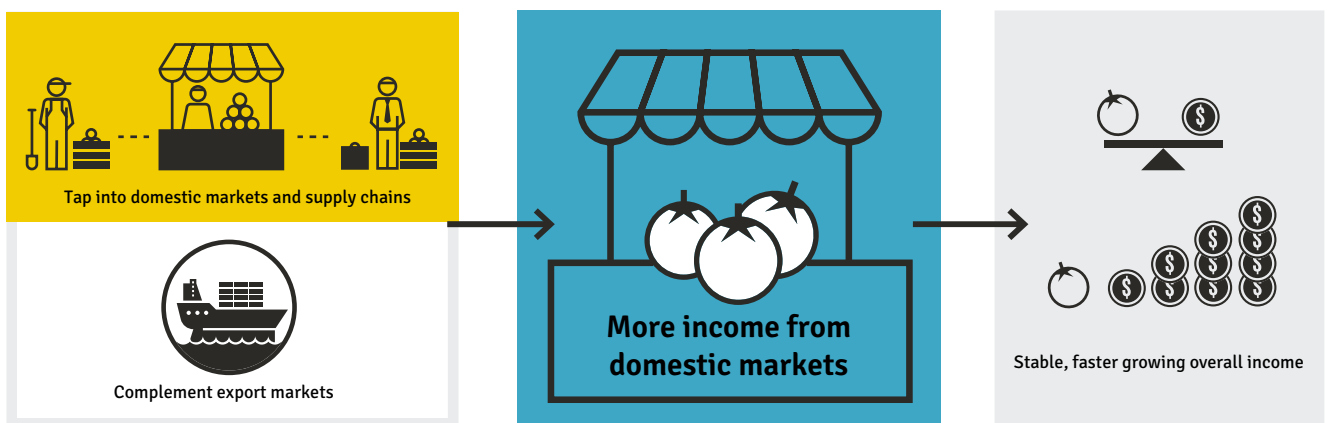 Tap into domestic markets and supply chains
Complement export markets
More income from
domestic markets
$
$
$
$
$
$
$
$
$
$
$
Stable, faster growing overall income